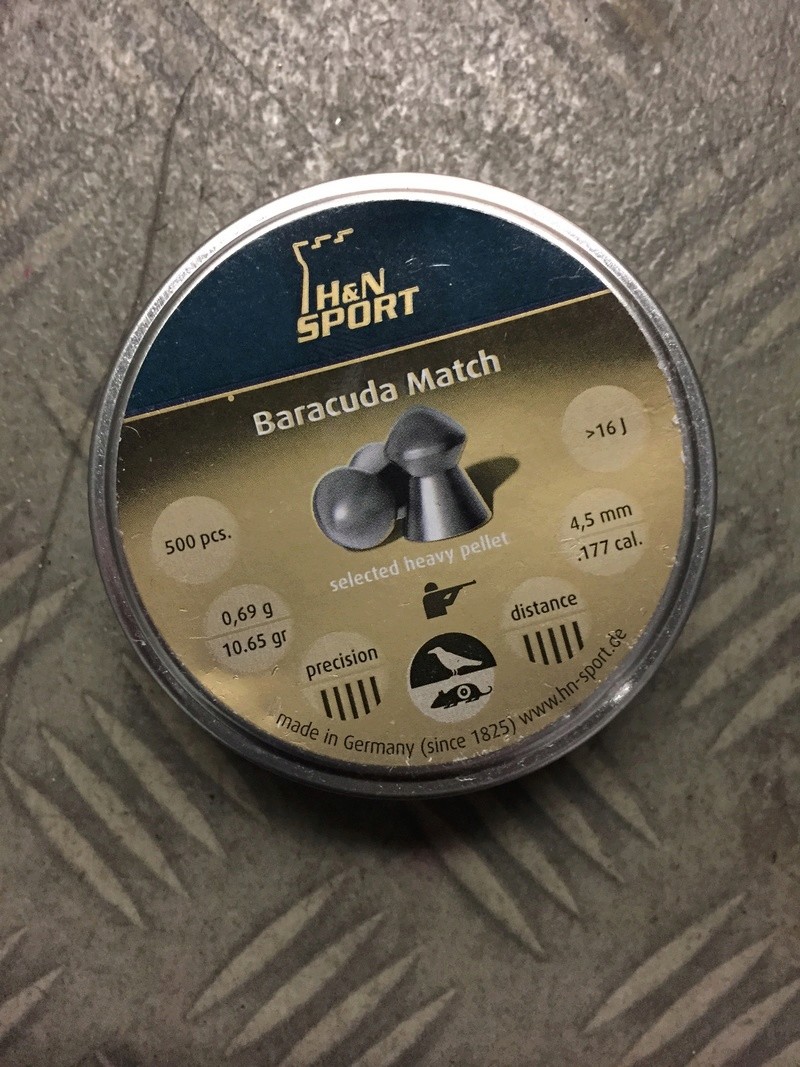 H&N
SPORT
Baracuda Match
>16 J
500 pcs.
4,5 mm
.177 cal.
selected heavy pellet
0,69 g
10.65 gr
precision
distance
made in Germany (since 1825) www.hn-sport.de